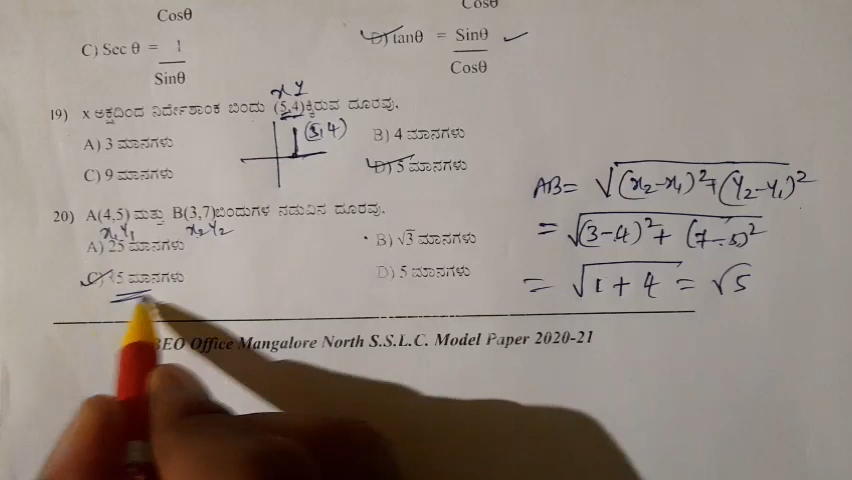 Cosθ
Cosθ
C) Sec θ = 1
Sinθ
D) tanθ = Sinθ
Cosθ
x y
19) x ಅಕ್ಷದಿಂದ ನಿರ್ದೇಶಾಂಕ ಬಿಂದು (5,4)ಕ್ಕಿರುವ ದೂರವು.
(5,4)
A) 3 ಮಾನಗಳು
B) 4 ಮಾನಗಳು
C) 9 ಮಾನಗಳು
D) 5 ಮಾನಗಳು
20) A(4,5) ಮತ್ತು B(3,7)ಬಿಂದುಗಳ ನಡುವಿನ ದೂರವು.
x₁ y₁ x₂ y₂
A) 25 ಮಾನಗಳು
B) √3 ಮಾನಗಳು
C) √5 ಮಾನಗಳು
D) 5 ಮಾನಗಳು
AB= √(x₂-x₁)²+(y₂-y₁)²
= √(3-4)²+ (7-5)²
= √1+4 = √5
BEO Office Mangalore North S.S.L.C. Model Paper 2020-21